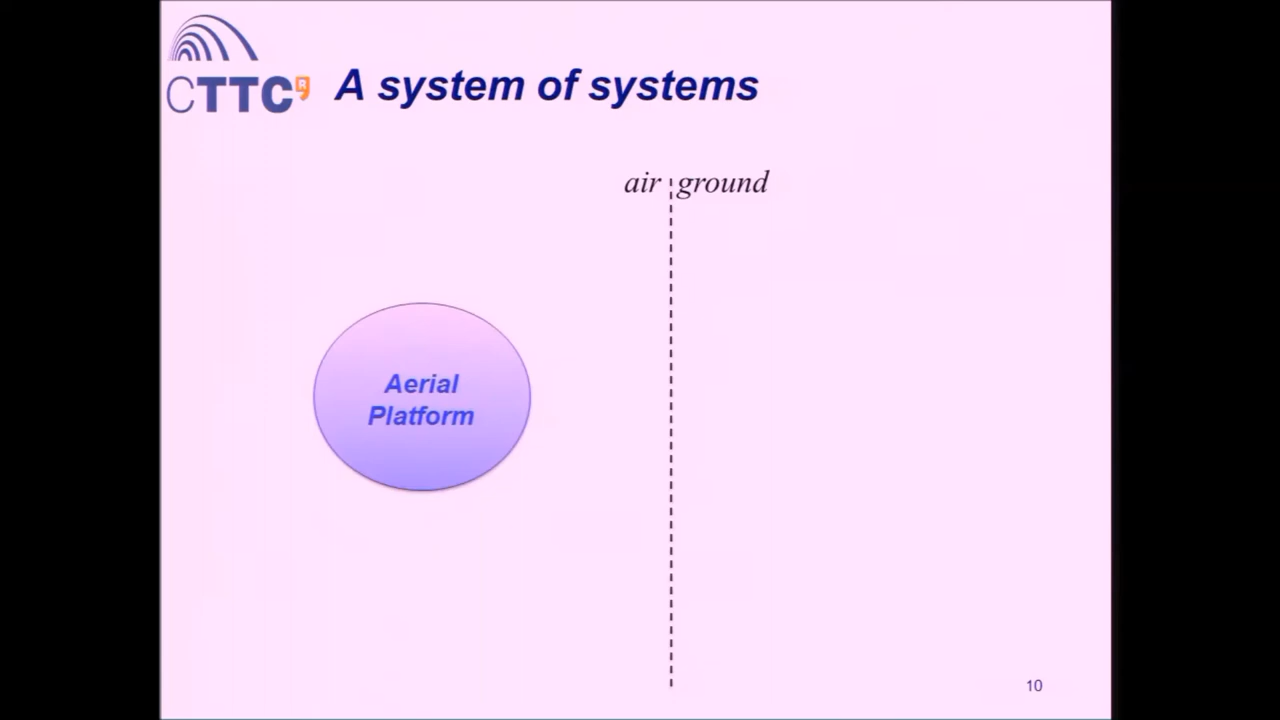 CTTC R
A system of systems
air ground
Aerial
Platform
10